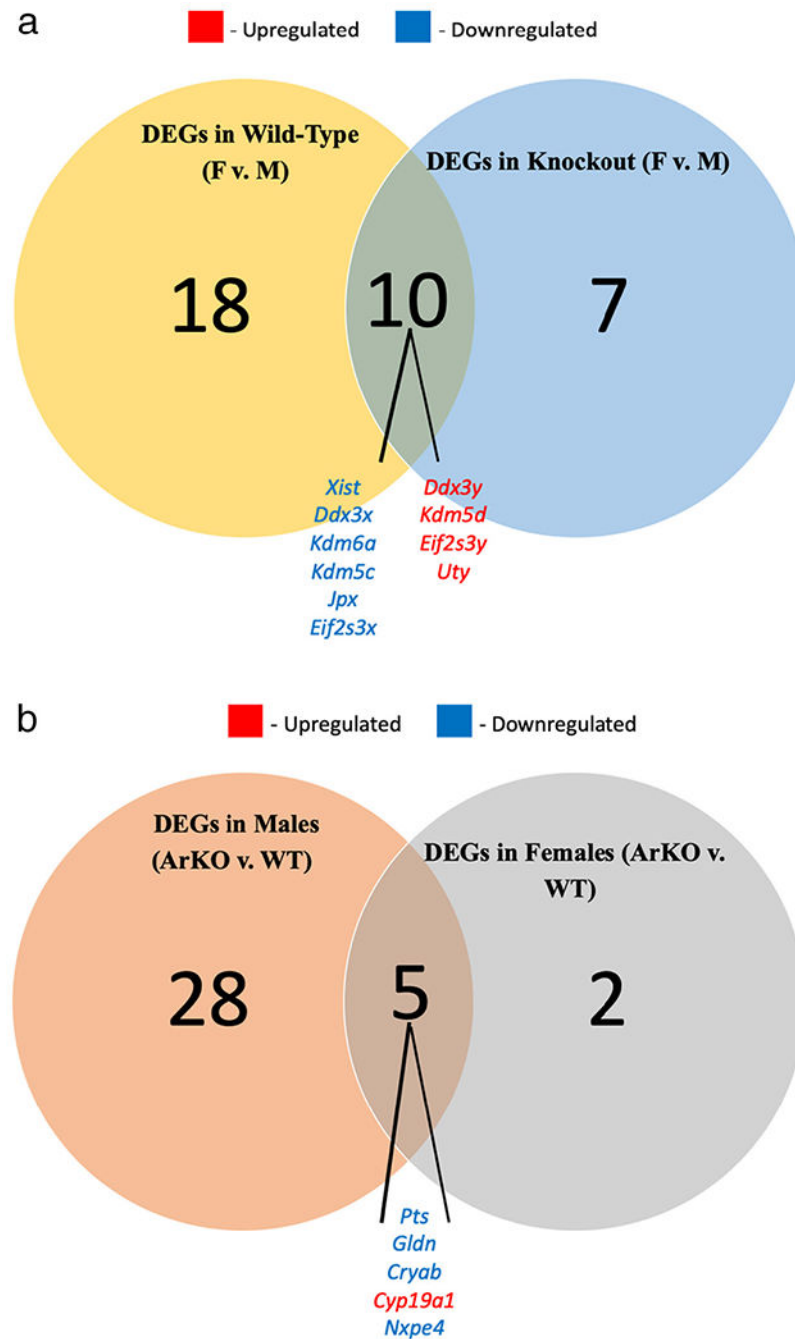 a
- Upregulated - Downregulated
DEGs in Wild-Type
(F v. M)
DEGs in Knockout (F v. M)
18
10
7
Xist
Ddx3x
Kdm6a
Kdm5c
Jpx
Eif2s3x
Ddx3y
Kdm5d
Eif2s3y
Uty
b
- Upregulated - Downregulated
DEGs in Males
(ArKO v. WT)
DEGs in Females (ArKO v.
WT)
28
5
2
Pts
Gldn
Cryab
Cyp19a1
Nxpe4